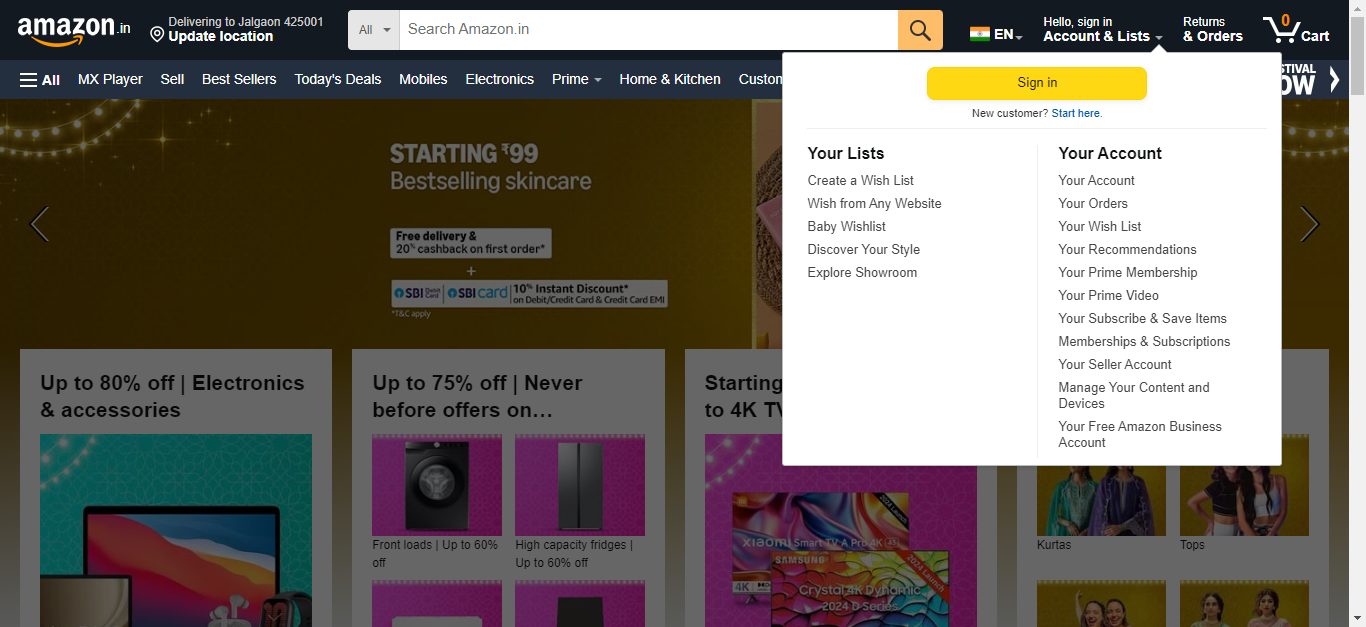 amazon.in
Delivering to Jalgaon 425001
Update location
All
Search Amazon.in
EN
Hello, sign in
Account & Lists
Returns
& Orders
0
Cart
All
MX Player
Sell
Best Sellers
Today's Deals
Mobiles
Electronics
Prime
Home & Kitchen
Custom
Sign in
New customer? Start here.
Your Lists
Create a Wish List
Wish from Any Website
Baby Wishlist
Discover Your Style
Explore Showroom
Your Account
Your Account
Your Orders
Your Wish List
Your Recommendations
Your Prime Membership
Your Prime Video
Your Subscribe & Save Items
Memberships & Subscriptions
Your Seller Account
Manage Your Content and
Devices
Your Free Amazon Business
Account
STARTING ₹99
Bestselling skincare
Free delivery &
20% cashback on first order*
+
SBI Debit Card | SBI card | 10% Instant Discount*
on Debit/Credit Card & Credit Card EMI
*T&C apply
Up to 80% off | Electronics
& accessories
Up to 75% off | Never
before offers on…
Front loads | Up to 60%
off
High capacity fridges |
Up to 60% off
Starting
to 4K TV
2024 Launch
xiaomi Smart TV A Pro 4K (43)
4K
SAMSUNG
2024 Launch
Crystal 4K Dynamic
2024 D Series
Kurtas
Tops